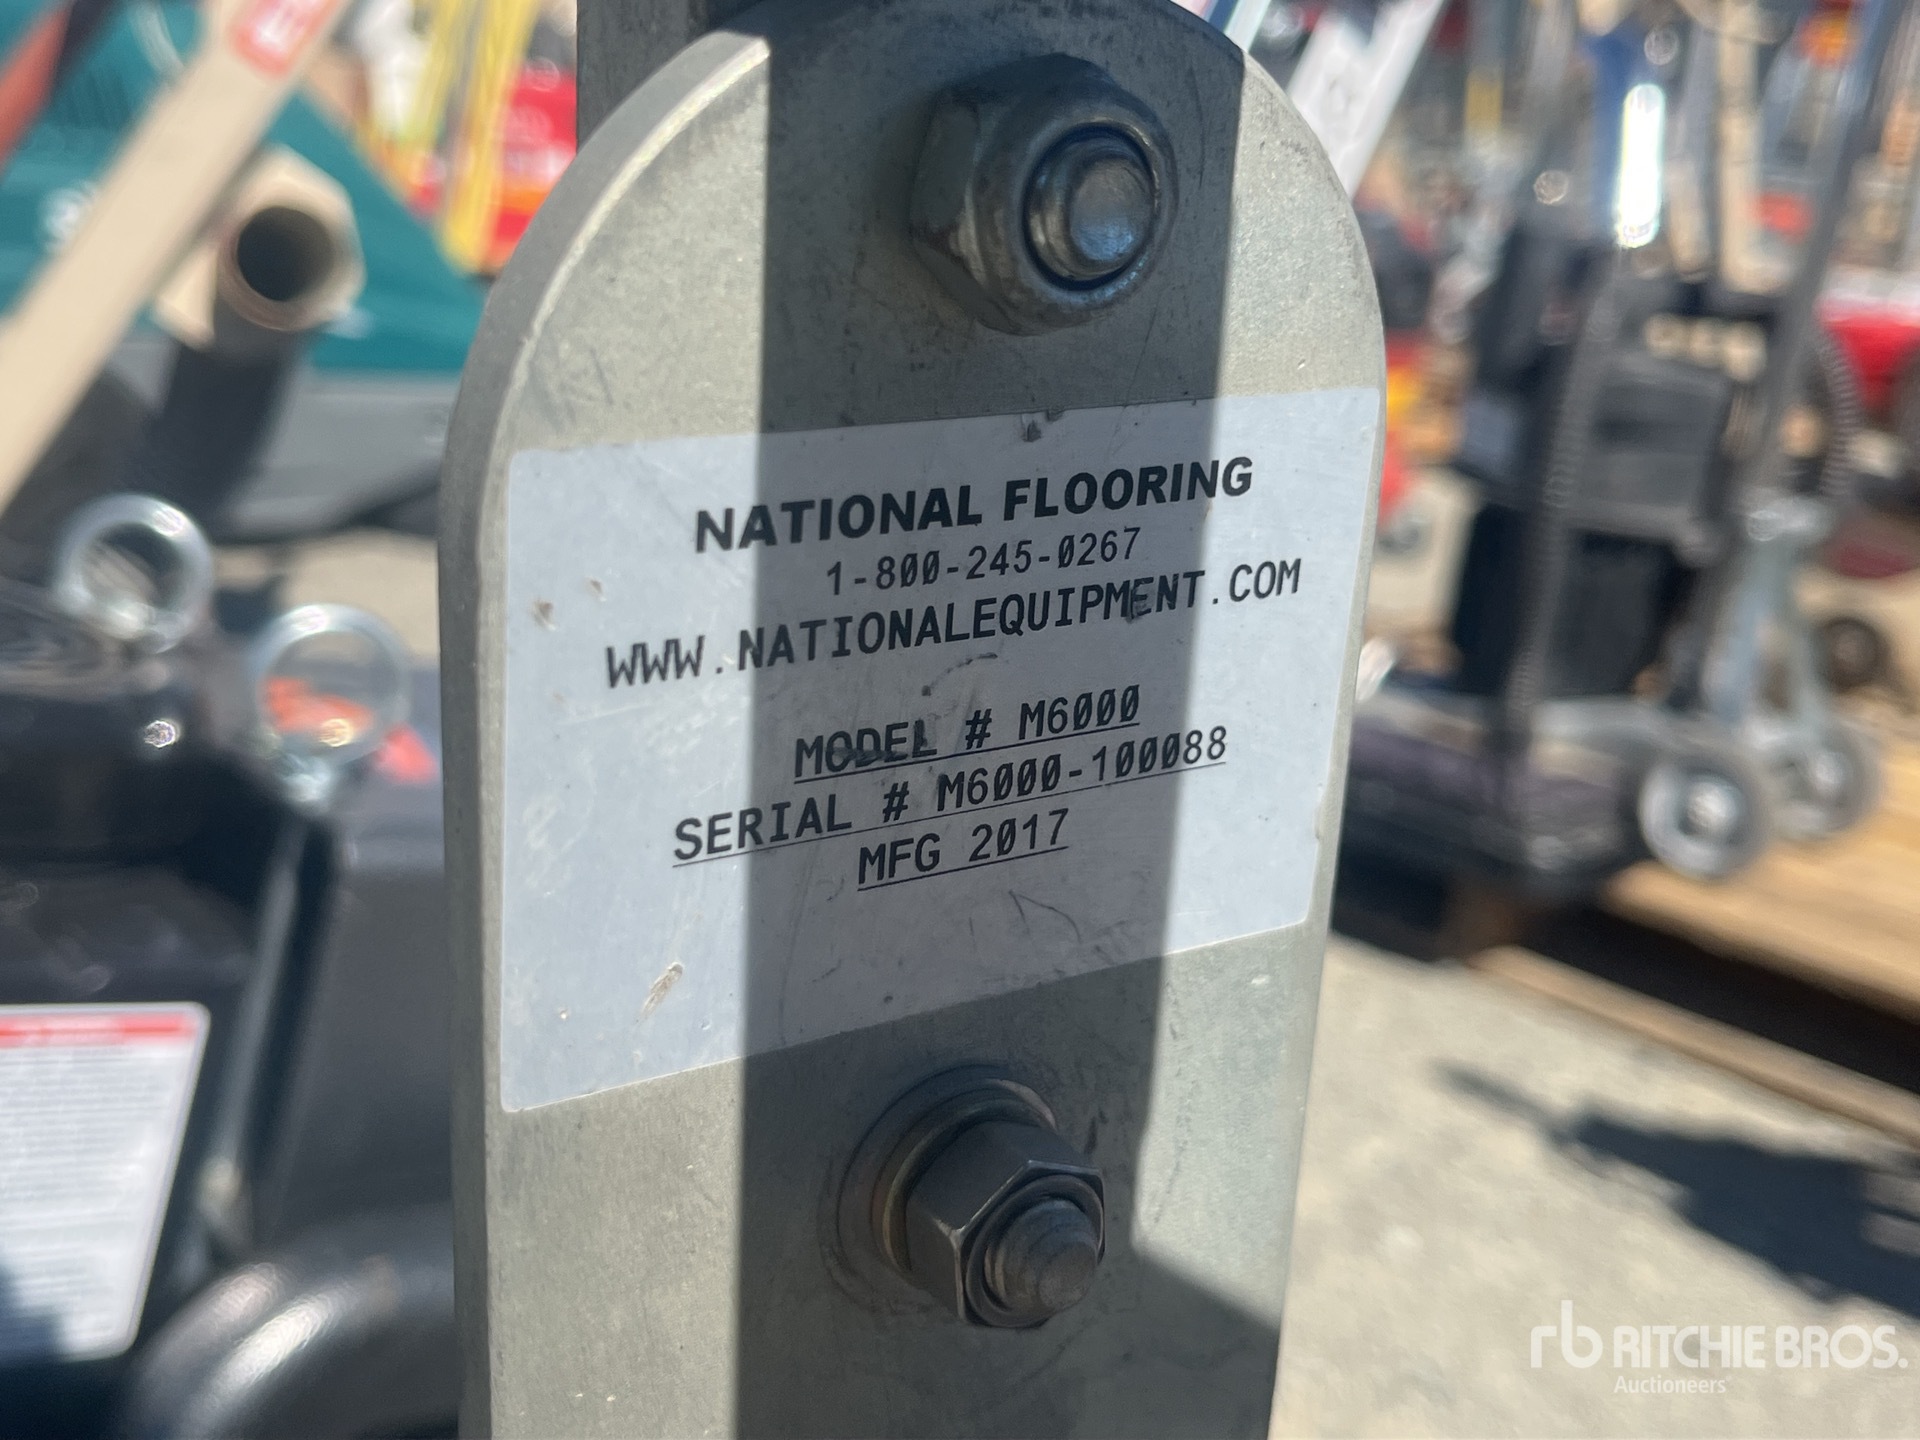 NATIONAL FLOORING
1-800-245-0267
WWW.NATIONALEQUIPMENT.COM
MODEL # M6000
SERIAL # M6000-100088
MFG 2017
rb RITCHIE BROS.
Auctioneers